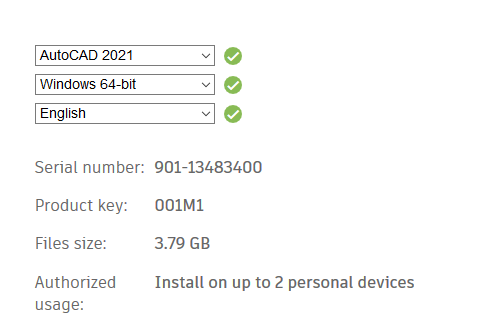 AutoCAD 2021
Windows 64-bit
English
Serial number: 901-13483400
Product key: 001M1
Files size: 3.79 GB
Authorized usage: Install on up to 2 personal devices